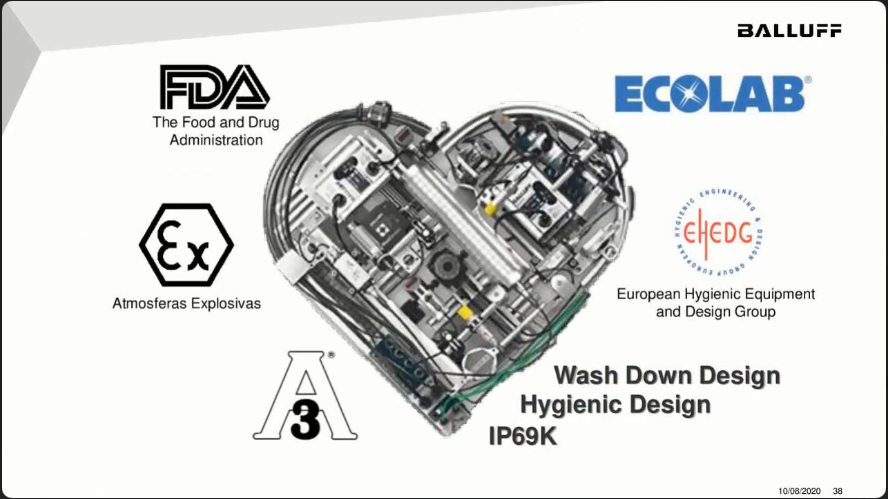 BALLUFF
FDA
The Food and Drug
Administration
ECOLAB®
Ex
Atmosferas Explosivas
HYGIENIC ENGINEERING & DESIGN GROUP EUROPEAN
EHEDG
European Hygienic Equipment
and Design Group
A®
3
Wash Down Design
Hygienic Design
IP69K
10/08/2020 38